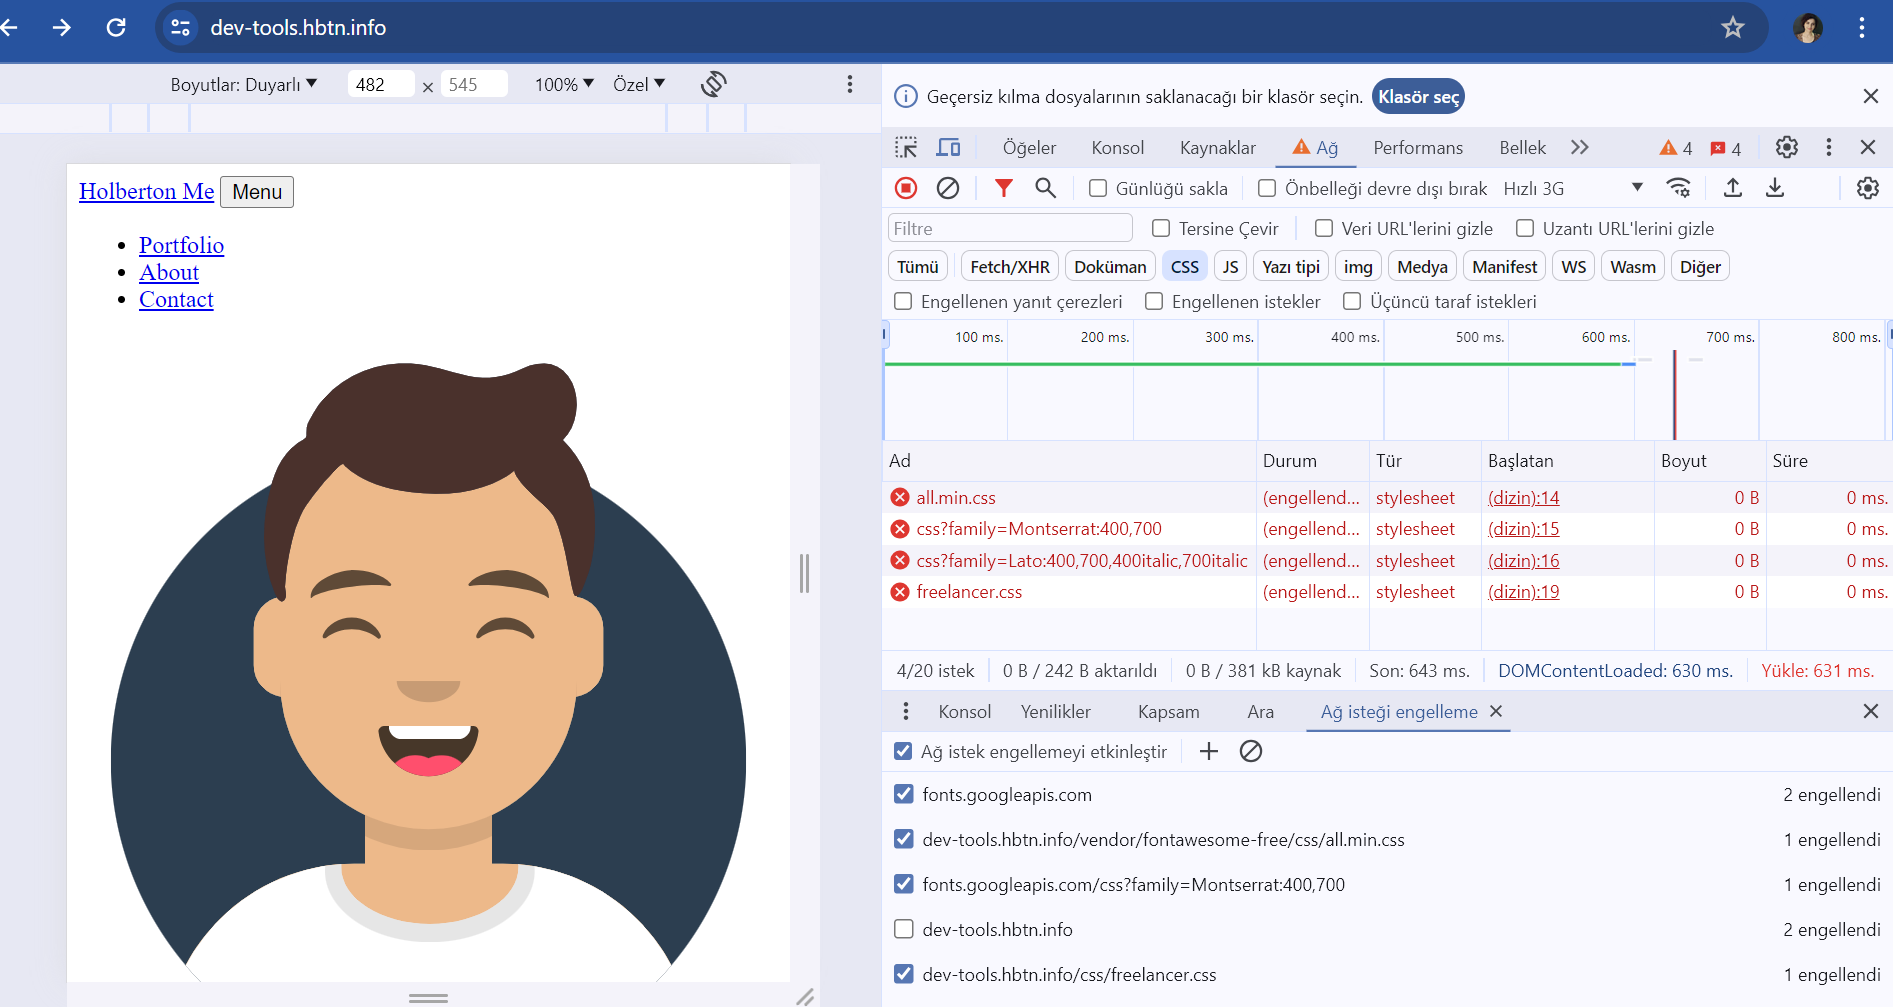 dev-tools.hbtn.info
Boyutlar: Duyarlı 482 × 545 100% Özel
Holberton Me Menu
Portfolio
About
Contact
Geçersiz kılma dosyalarının saklanacağı bir klasör seçin. Klasör seç
Öğeler Konsol Kaynaklar Ağ Performans Bellek 4 4
Günlüğü sakla Önbelleği devre dışı bırak Hızlı 3G
Filtre Tersine Çevir Veri URL'lerini gizle Uzantı URL'lerini gizle
Tümü Fetch/XHR Doküman CSS JS Yazı tipi img Medya Manifest WS Wasm Diğer
Engellenen yanıt çerezleri Engellenen istekler Üçüncü taraf istekleri
100 ms. 200 ms. 300 ms. 400 ms. 500 ms. 600 ms. 700 ms. 800 ms.
Ad Durum Tür Başlatan Boyut Süre
all.min.css (engellend... stylesheet (dizin):14 0 B 0 ms.
css?family=Montserrat:400,700 (engellend... stylesheet (dizin):15 0 B 0 ms.
css?family=Lato:400,700,400italic,700italic (engellend... stylesheet (dizin):16 0 B 0 ms.
freelancer.css (engellend... stylesheet (dizin):19 0 B 0 ms.
4/20 istek 0 B / 242 B aktarıldı 0 B / 381 kB kaynak Son: 643 ms. DOMContentLoaded: 630 ms. Yükle: 631 ms.
Konsol Yenilikler Kapsam Ara Ağ isteği engelleme
Ağ istek engellemeyi etkinleştir
fonts.googleapis.com 2 engellendi
dev-tools.hbtn.info/vendor/fontawesome-free/css/all.min.css 1 engellendi
fonts.googleapis.com/css?family=Montserrat:400,700 1 engellendi
dev-tools.hbtn.info 2 engellendi
dev-tools.hbtn.info/css/freelancer.css 1 engellendi